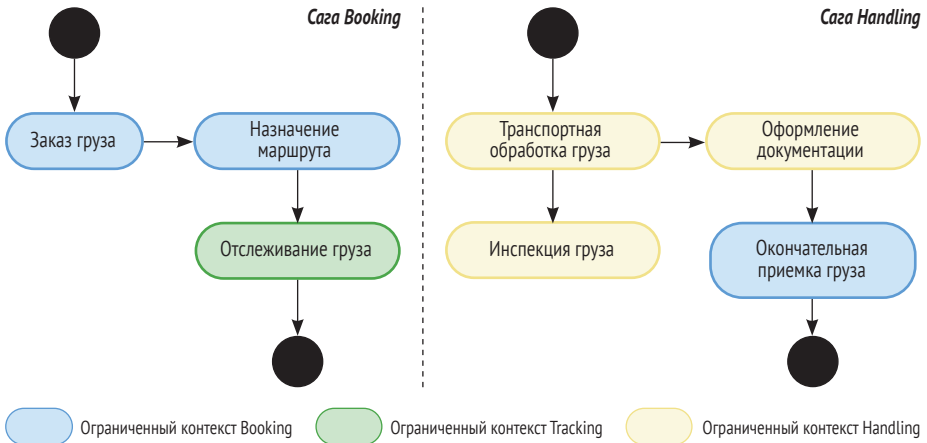 Сага Booking
Заказ груза
Назначение
маршрута
Отслеживание груза
Сага Handling
Транспортная
обработка груза
Оформление
документации
Инспекция груза
Окончательная
приемка груза
Ограниченный контекст Booking
Ограниченный контекст Tracking
Ограниченный контекст Handling